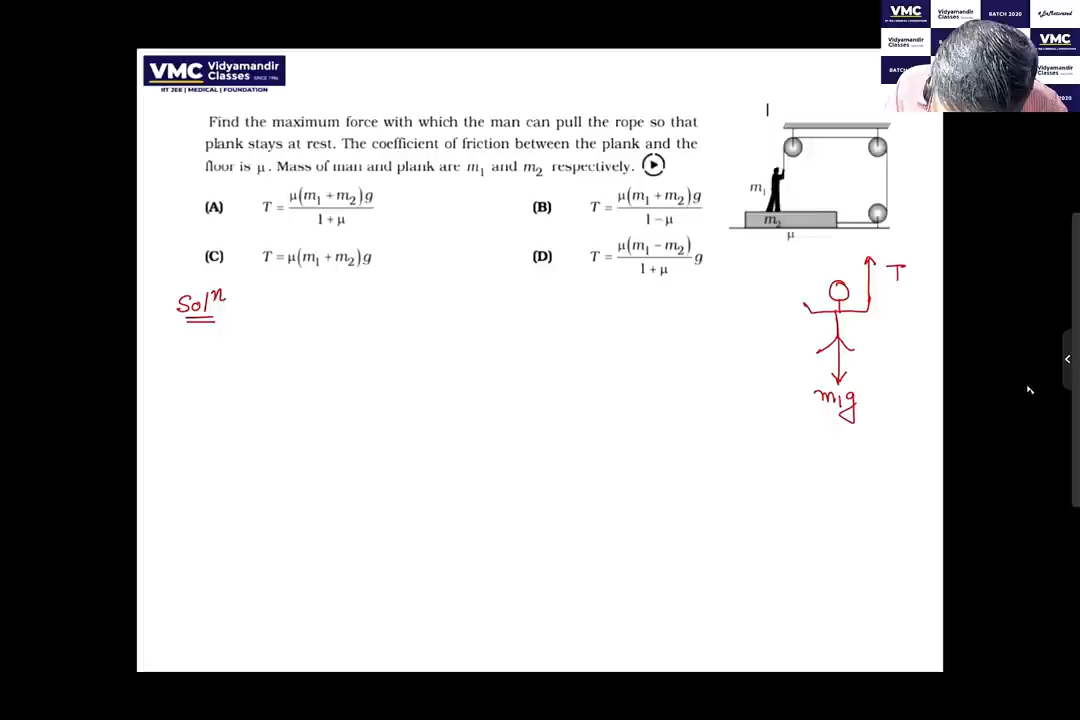 VMC Vidyamandir Classes SINCE 1986
IIT JEE | MEDICAL | FOUNDATION
VMC Vidyamandir Classes BATCH 2020
Vidyamandir Classes VMC
Vidyamandir Classes
Find the maximum force with which the man can pull the rope so that
plank stays at rest. The coefficient of friction between the plank and the
floor is μ. Mass of man and plank are m₁ and m₂ respectively.
(A) T = μ(m₁ + m₂)g / 1 + μ
(B) T = μ(m₁ + m₂)g / 1 − μ
(C) T = μ(m₁ + m₂)g
(D) T = μ(m₁ − m₂) / 1 + μ g
m₁
m₂
μ
Solⁿ
T
m₁g